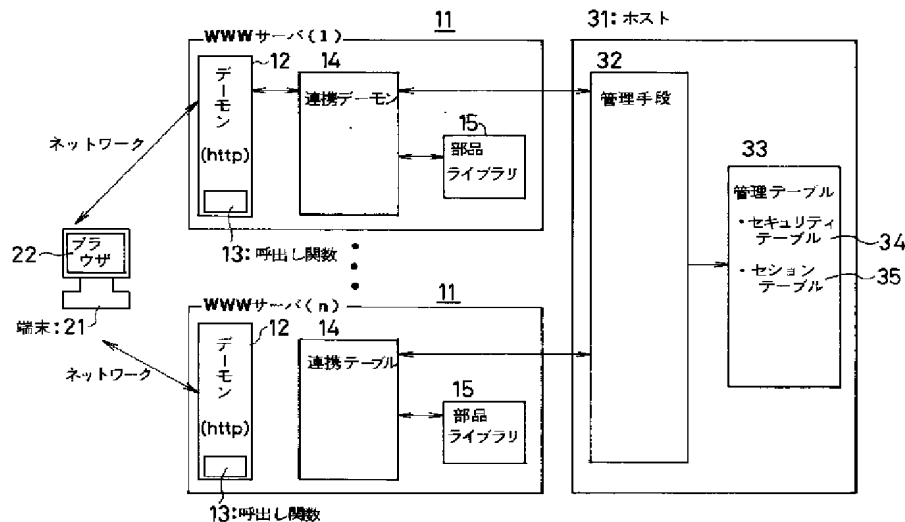 WWWサーバ(1)
11
31:ホスト
デーモン
(http)
12
14
連携デーモン
15
部品
ライブラリ
13:呼出し関数
32
管理手段
33
管理テーブル
・セキュリティ
テーブル
34
・セション
テーブル
35
ネットワーク
22
ブラ
ウザ
端末:21
ネットワーク
WWWサーバ(n)
11
デーモン
(http)
12
14
連携テーブル
15
部品
ライブラリ
13:呼出し関数